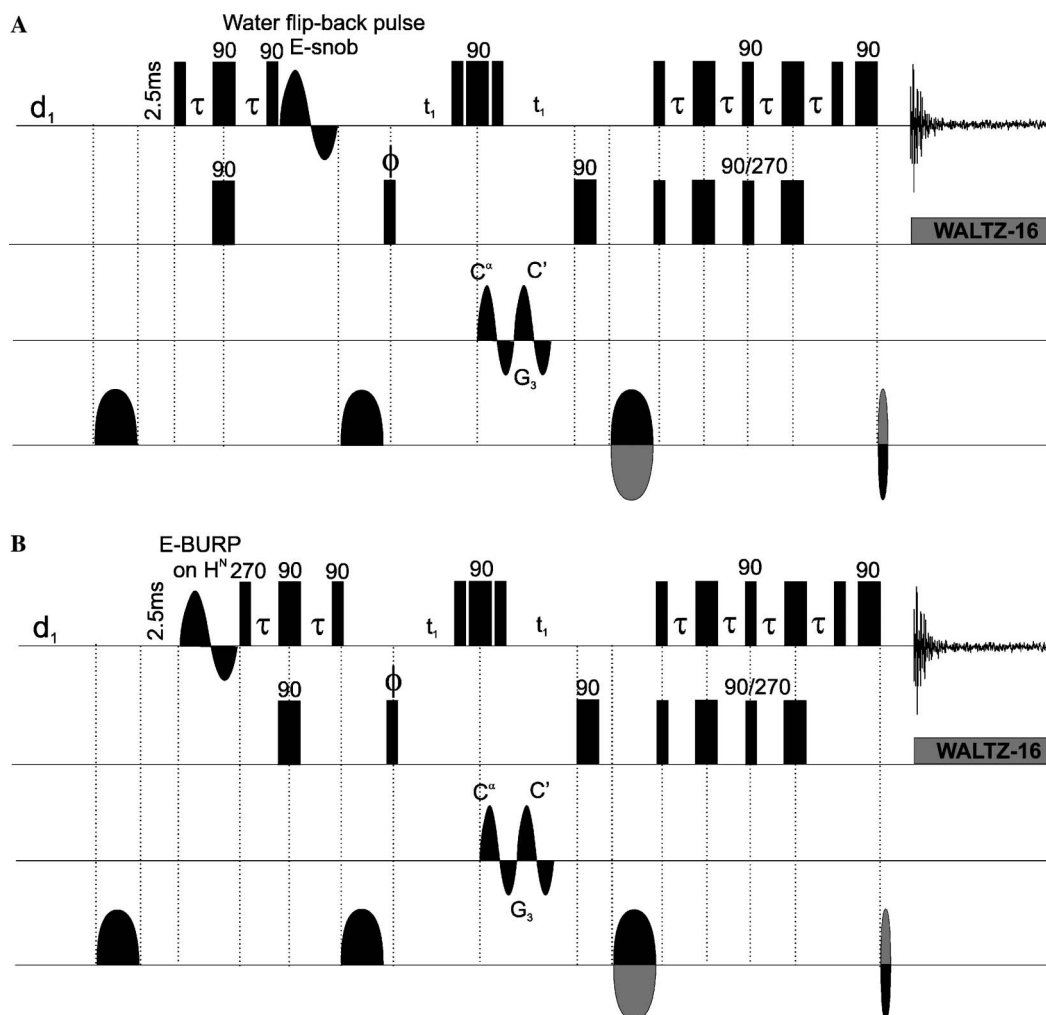 A
Water flip-back pulse
E-snob
90 90 90 90 90
d1 2.5ms τ τ t1 t1 τ τ τ τ
90 ϕ 90 90/270
WALTZ-16
Cα C'
G3
B
E-BURP
on HN 270 90 90 90 90 90
d1 2.5ms τ τ t1 t1 τ τ τ τ
90 ϕ 90 90/270
WALTZ-16
Cα C'
G3